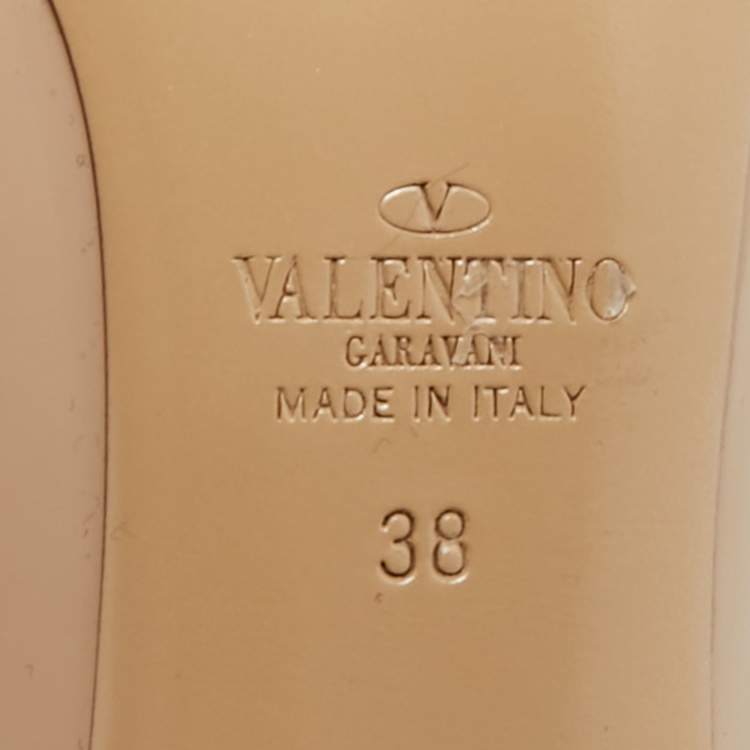 V
VALENTINO
GARAVANI
MADE IN ITALY
38